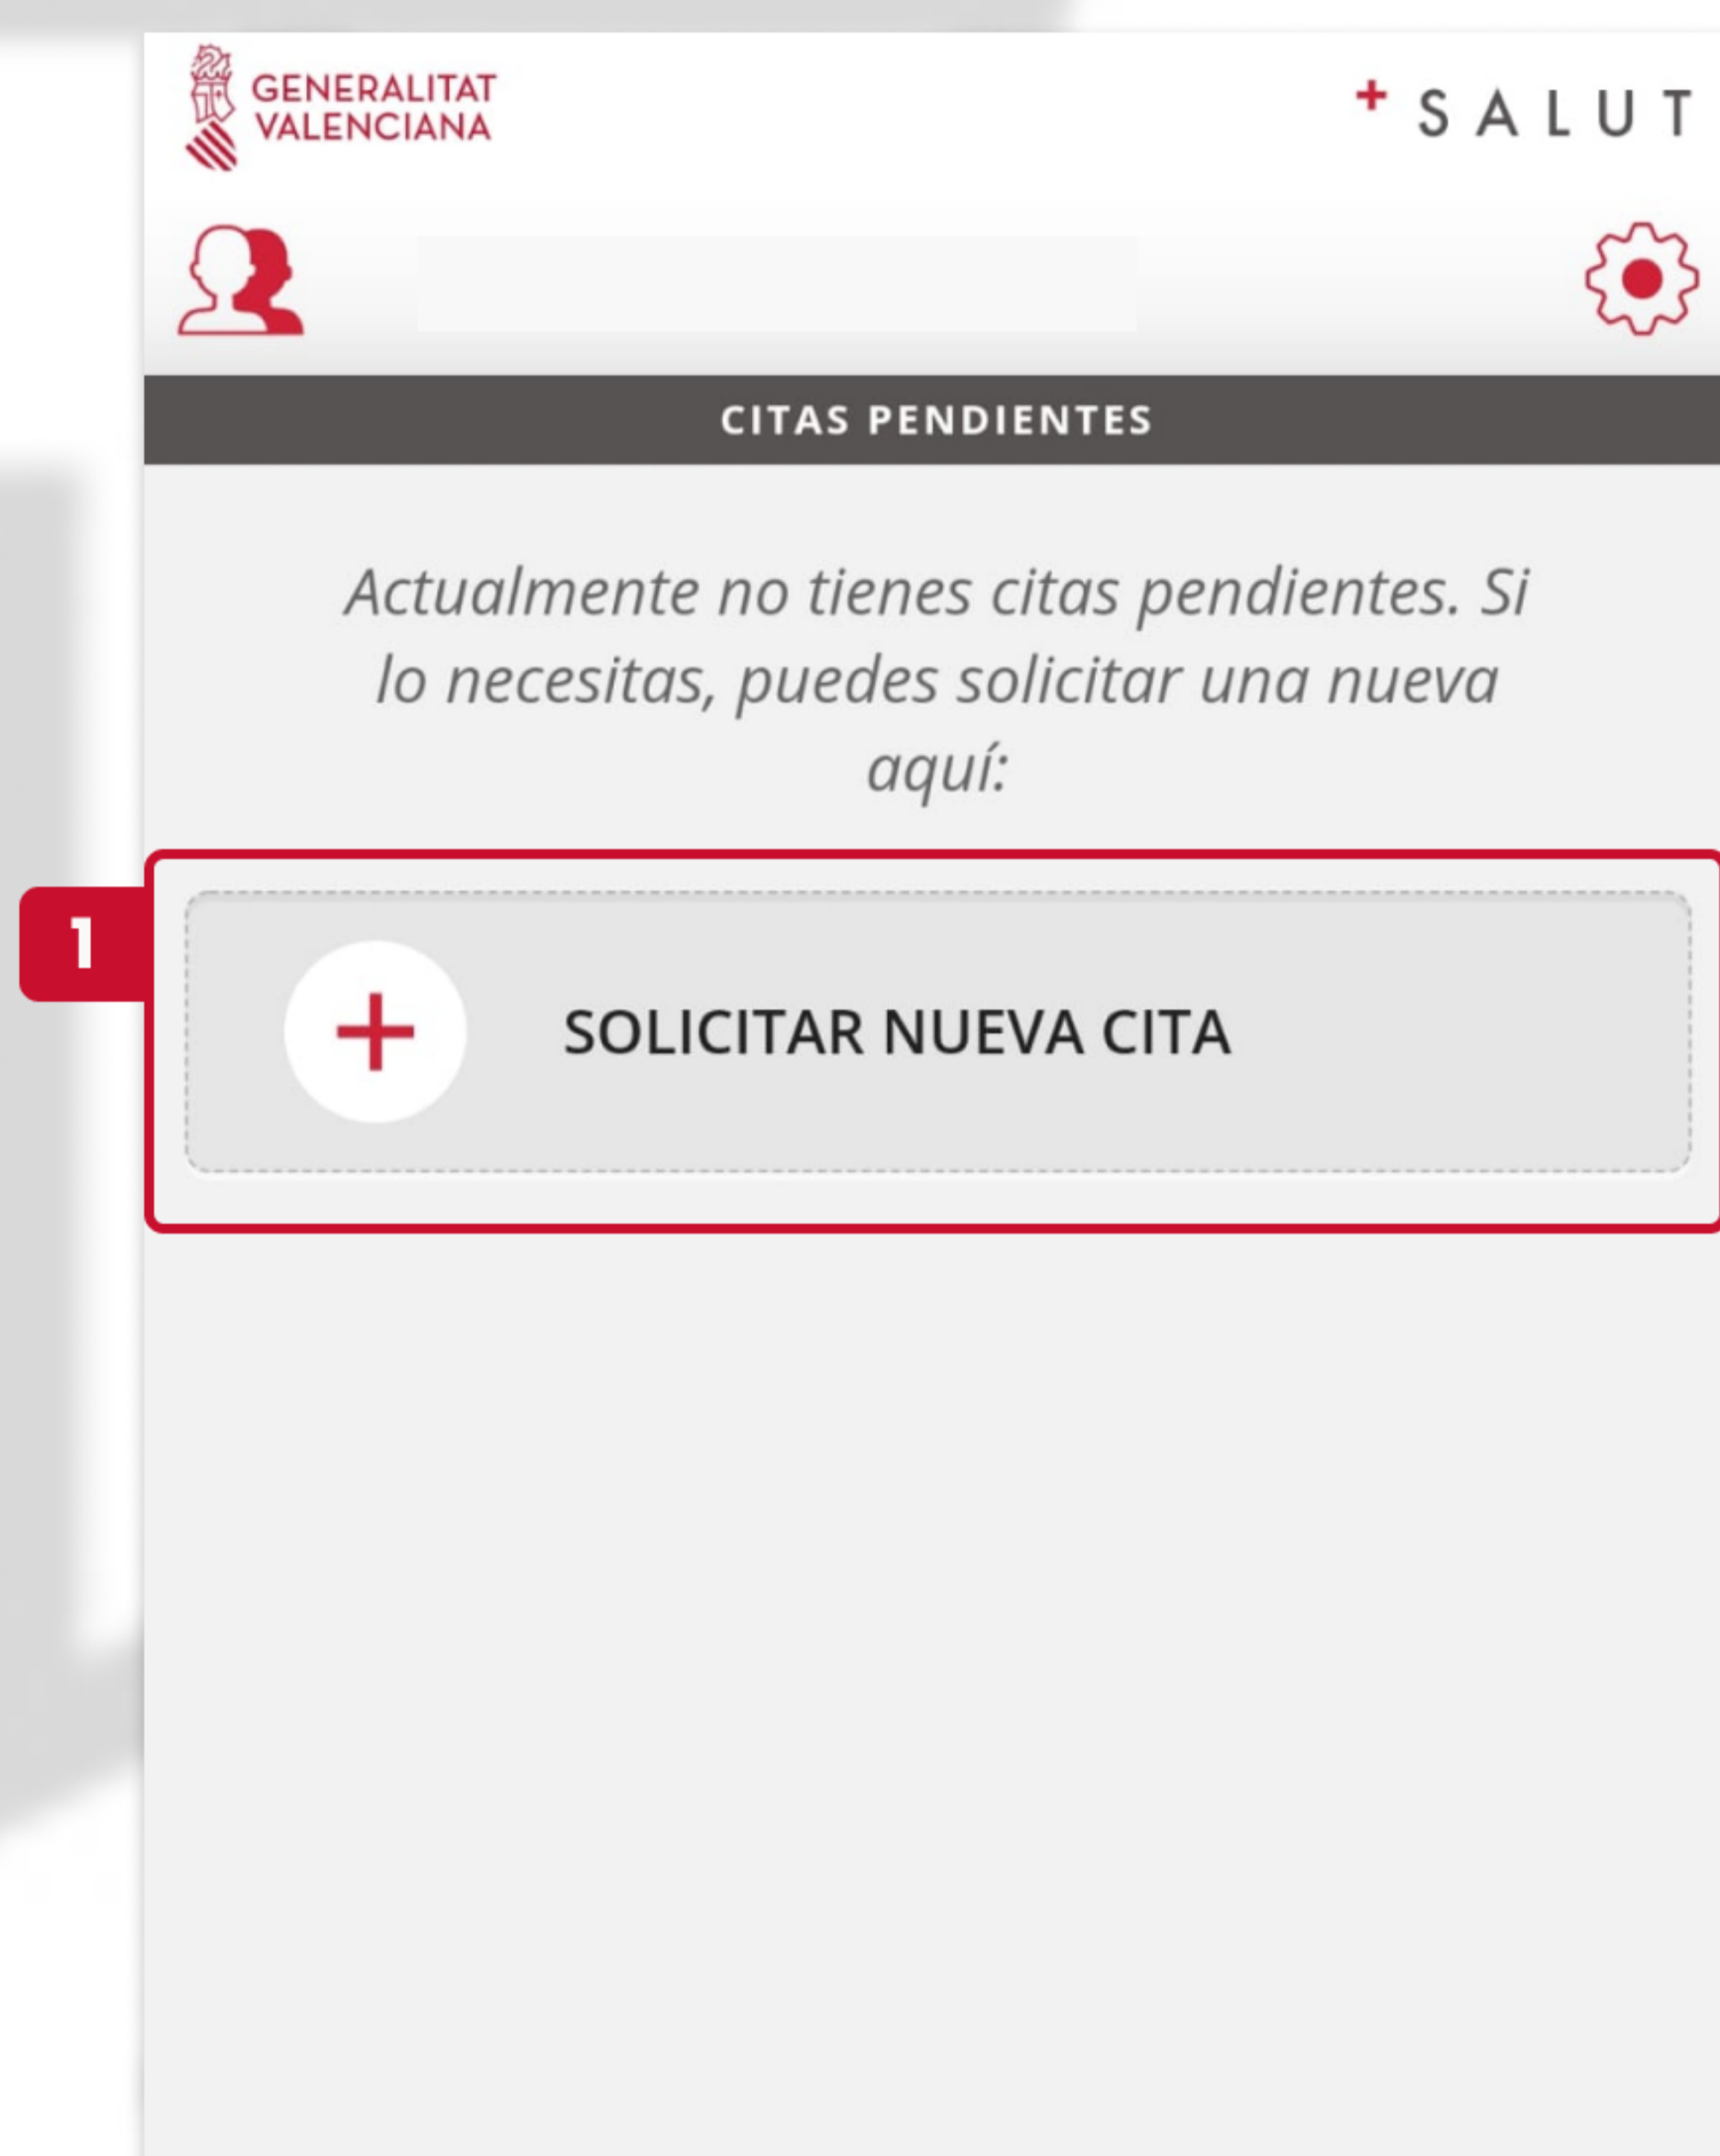 GENERALITAT
VALENCIANA
+ SALUT
CITAS PENDIENTES
Actualmente no tienes citas pendientes. Si
lo necesitas, puedes solicitar una nueva
aquí:
1
SOLICITAR NUEVA CITA